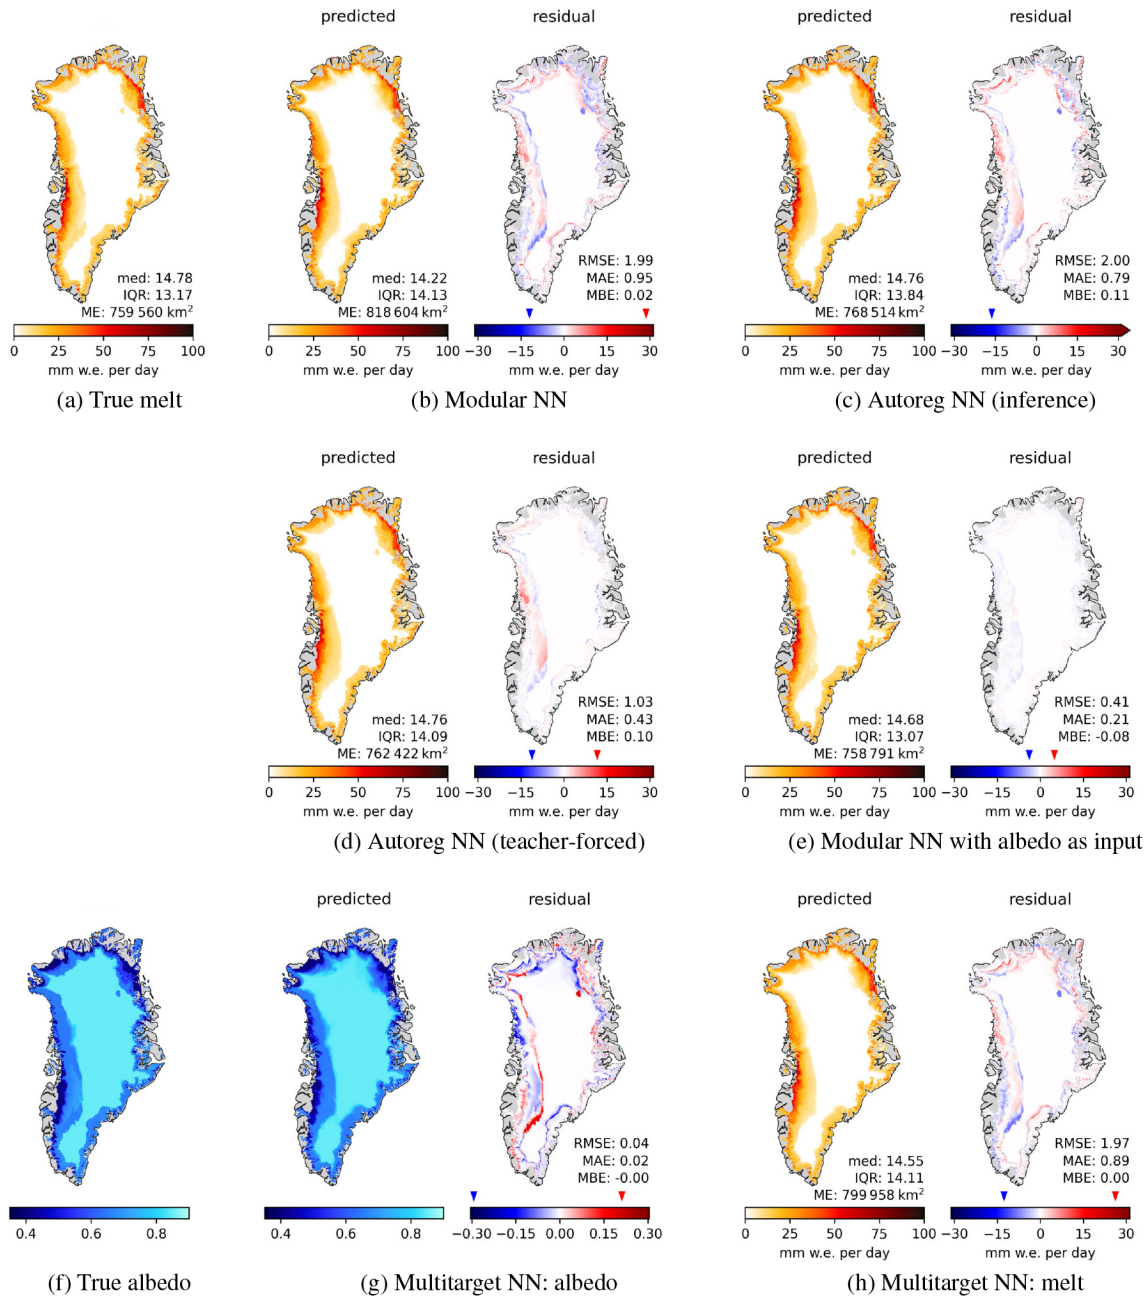 predicted residual predicted residual
med: 14.78
IQR: 13.17
ME: 759 560 km²
med: 14.22
IQR: 14.13
ME: 818 604 km²
RMSE: 1.99
MAE: 0.95
MBE: 0.02
med: 14.76
IQR: 13.84
ME: 768 514 km²
RMSE: 2.00
MAE: 0.79
MBE: 0.11
0 25 50 75 100 0 25 50 75 100 −30 −15 0 15 30 0 25 50 75 100 −30 −15 0 15 30
mm w.e. per day mm w.e. per day mm w.e. per day mm w.e. per day mm w.e. per day
(a) True melt (b) Modular NN (c) Autoreg NN (inference)
predicted residual predicted residual
med: 14.76
IQR: 14.09
ME: 762 422 km²
RMSE: 1.03
MAE: 0.43
MBE: 0.10
med: 14.68
IQR: 13.07
ME: 758 791 km²
RMSE: 0.41
MAE: 0.21
MBE: -0.08
0 25 50 75 100 −30 −15 0 15 30 0 25 50 75 100 −30 −15 0 15 30
mm w.e. per day mm w.e. per day mm w.e. per day mm w.e. per day
(d) Autoreg NN (teacher-forced) (e) Modular NN with albedo as input
predicted residual predicted residual
RMSE: 0.04
MAE: 0.02
MBE: -0.00
med: 14.55
IQR: 14.11
ME: 799 958 km²
RMSE: 1.97
MAE: 0.89
MBE: 0.00
0.4 0.6 0.8 0.4 0.6 0.8 −0.30 −0.15 0.00 0.15 0.30 0 25 50 75 100 −30 −15 0 15 30
mm w.e. per day mm w.e. per day
(f) True albedo (g) Multitarget NN: albedo (h) Multitarget NN: melt